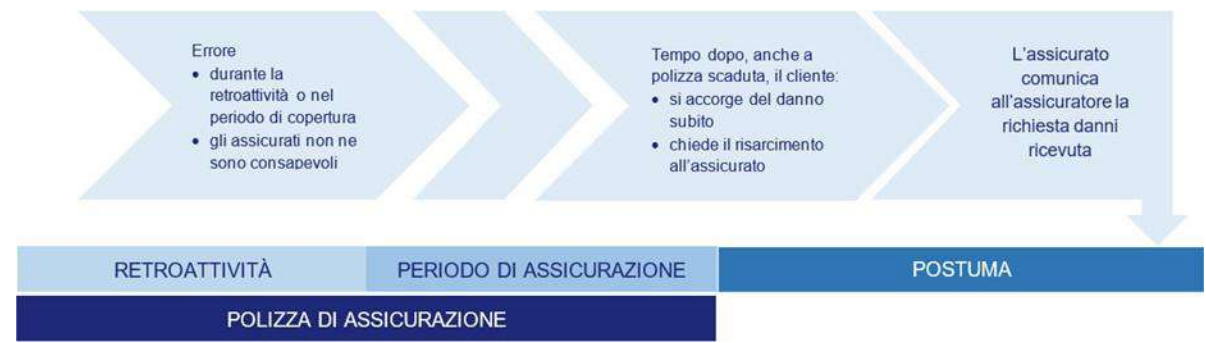 Errore
• durante la
retroattività o nel
periodo di copertura
• gli assicurati non ne
sono consapevoli
Tempo dopo, anche a
polizza scaduta, il cliente:
• si accorge del danno
subito
• chiede il risarcimento
all'assicurato
L'assicurato
comunica
all'assicuratore la
richiesta danni
ricevuta
RETROATTIVITÀ
PERIODO DI ASSICURAZIONE
POSTUMA
POLIZZA DI ASSICURAZIONE